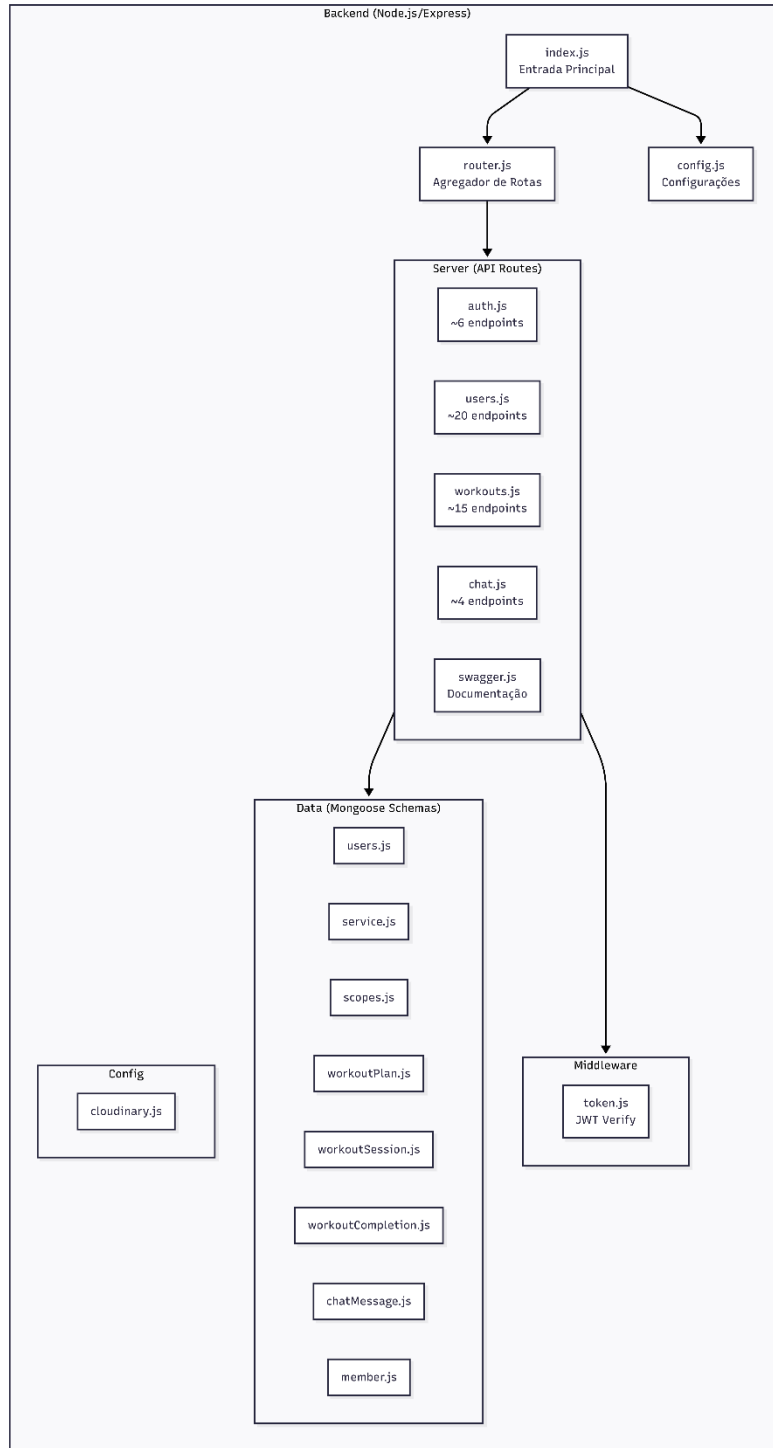 Backend (Node.js/Express)
index.js
Entrada Principal
router.js
Agregador de Rotas
config.js
Configurações
Server (API Routes)
auth.js
~6 endpoints
users.js
~20 endpoints
workouts.js
~15 endpoints
chat.js
~4 endpoints
swagger.js
Documentação
Data (Mongoose Schemas)
users.js
service.js
scopes.js
workoutPlan.js
workoutSession.js
workoutCompletion.js
chatMessage.js
member.js
Config
cloudinary.js
Middleware
token.js
JWT Verify